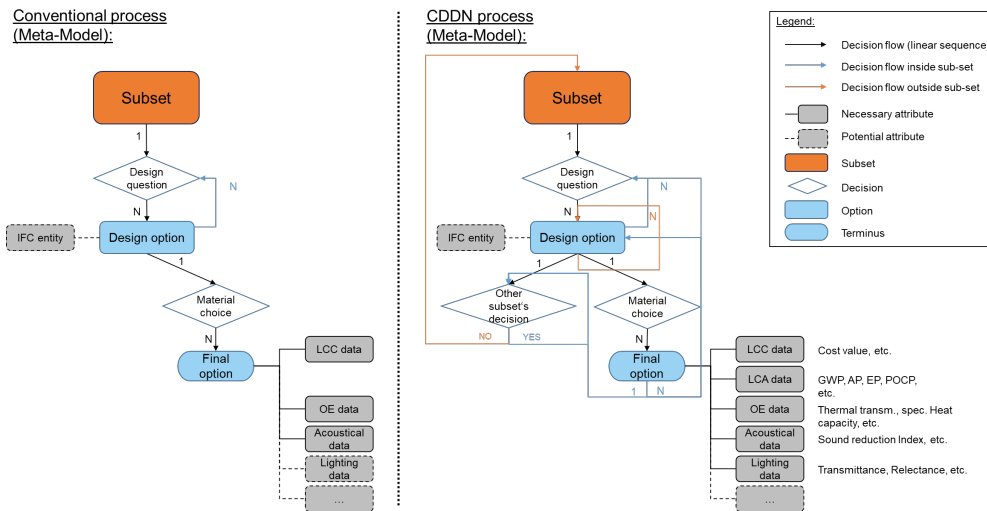 Conventional process
(Meta-Model):
Subset
1
Design
question
N
N
IFC entity
Design option
1
Material
choice
N
Final
option
LCC data
OE data
Acoustical
data
Lighting
data
...
CDDN process
(Meta-Model):
Subset
1
Design
question
N
N
N
IFC entity
Design option
1
1
Other
subset's
decision
Material
choice
NO
YES
N
Final
option
1
N
LCC data
Cost value, etc.
LCA data
GWP, AP, EP, POCP,
etc.
OE data
Thermal transm., spec. Heat
capacity, etc.
Acoustical
data
Sound reduction Index, etc.
Lighting
data
Transmittance, Relectance, etc.
...
Legend:
Decision flow (linear sequence
Decision flow inside sub-set
Decision flow outside sub-set
Necessary attribute
Potential attribute
Subset
Decision
Option
Terminus